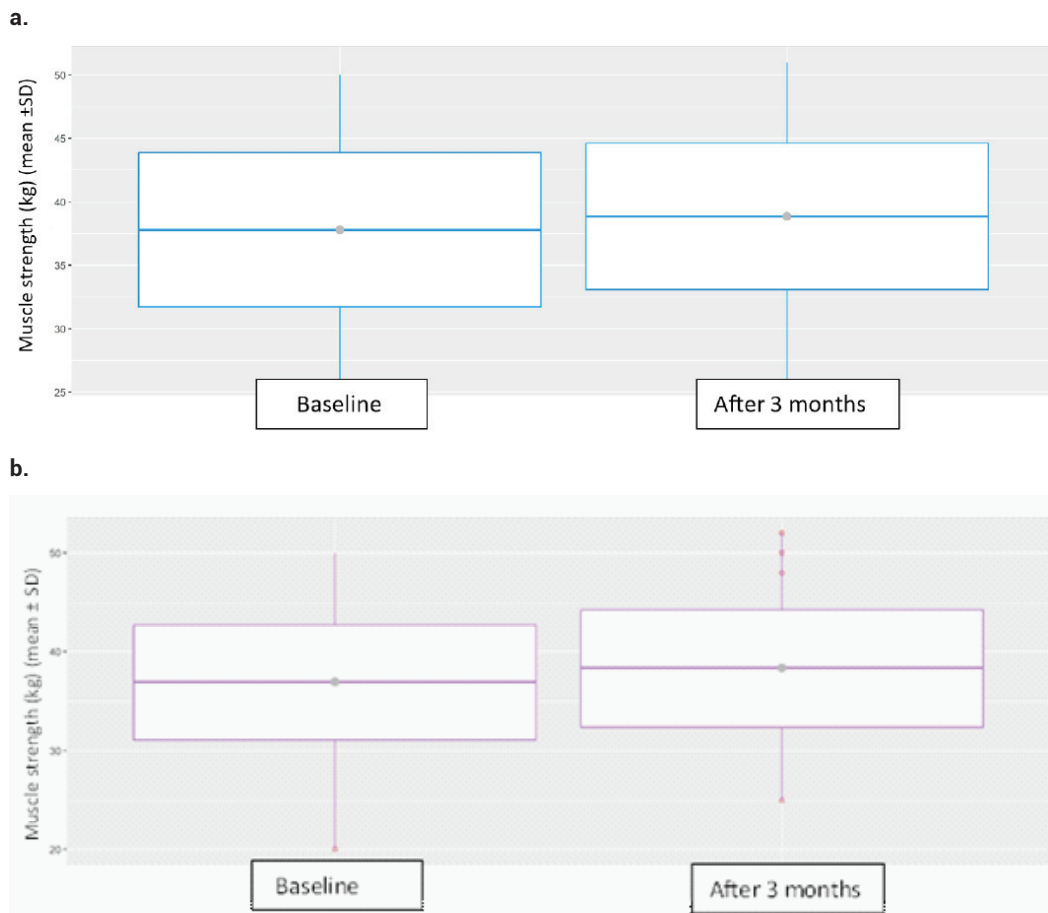 a.
Muscle strength (kg) (mean ±SD)
50
45
40
35
30
25
Baseline
After 3 months
b.
Muscle strength (kg) (mean ± SD)
50
40
30
20
Baseline
After 3 months